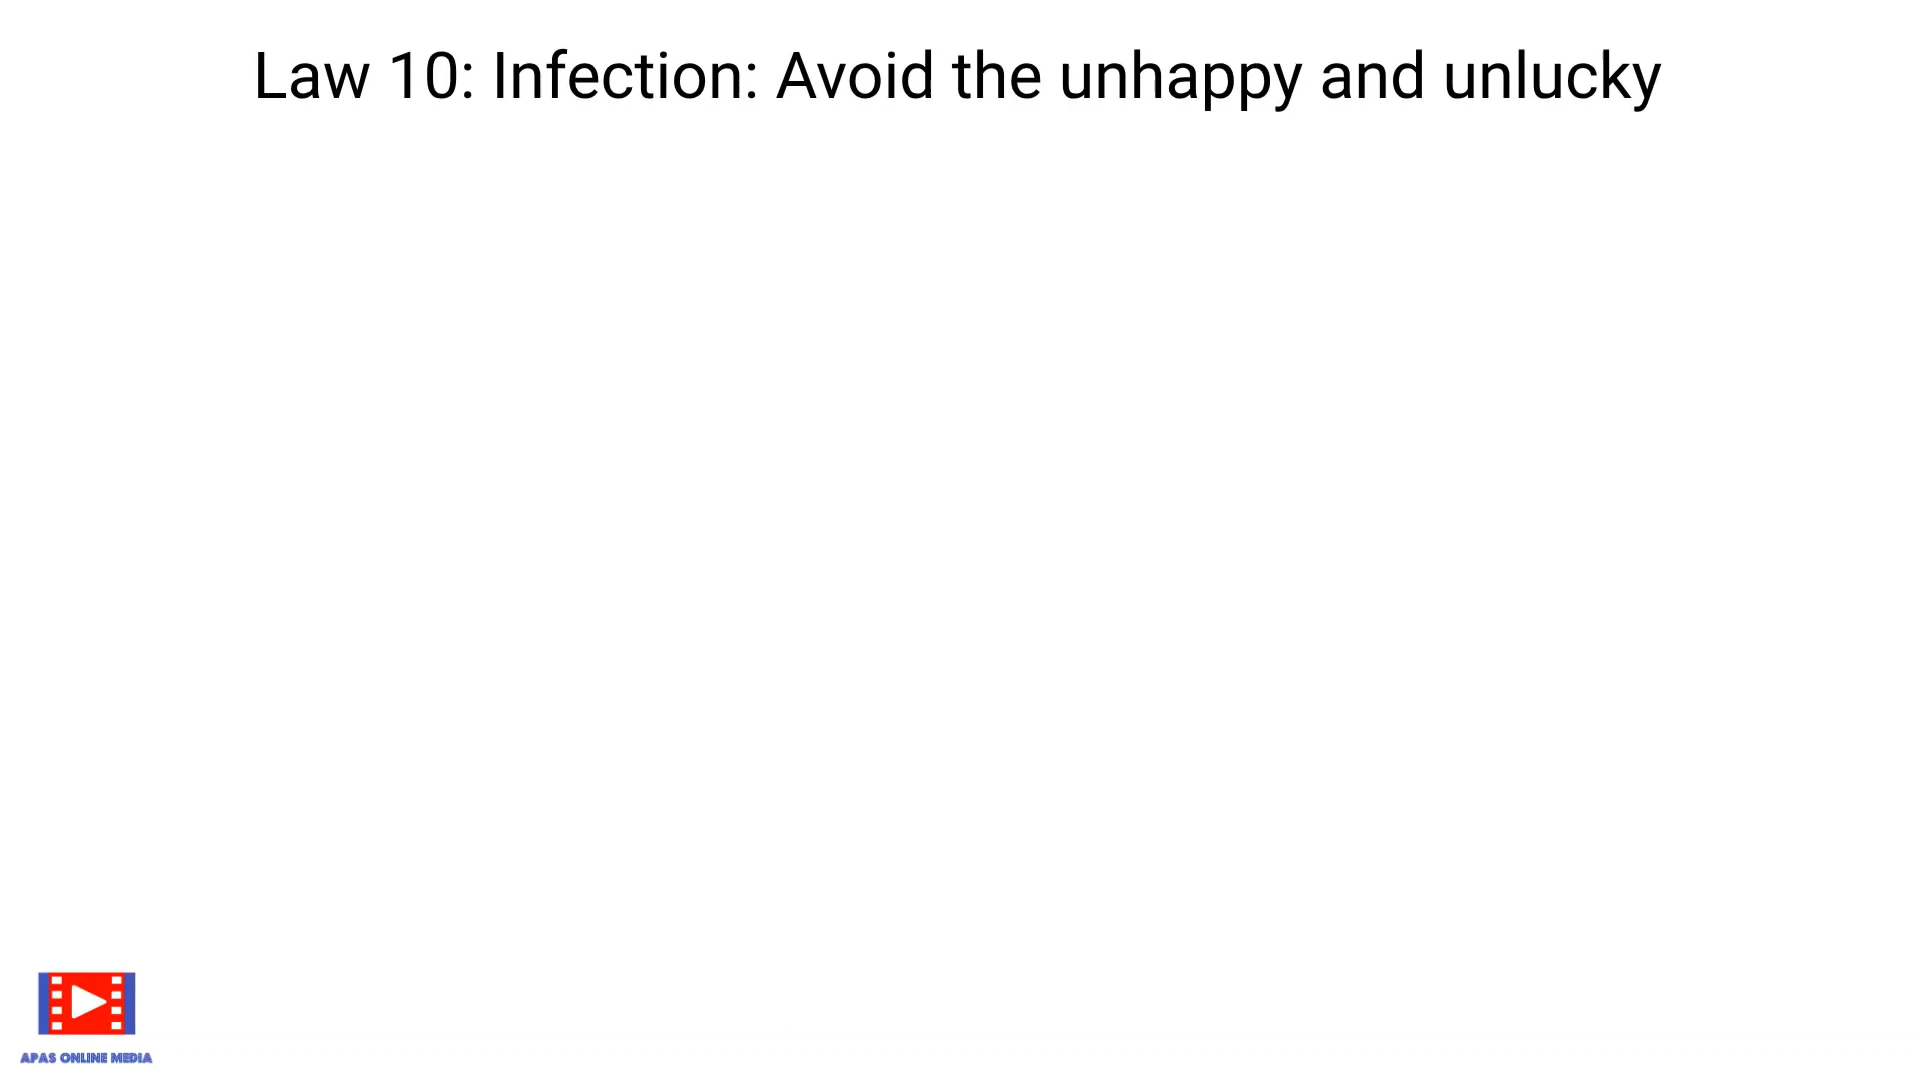 Law 10: Infection: Avoid the unhappy and unlucky
APAS ONLINE MEDIA